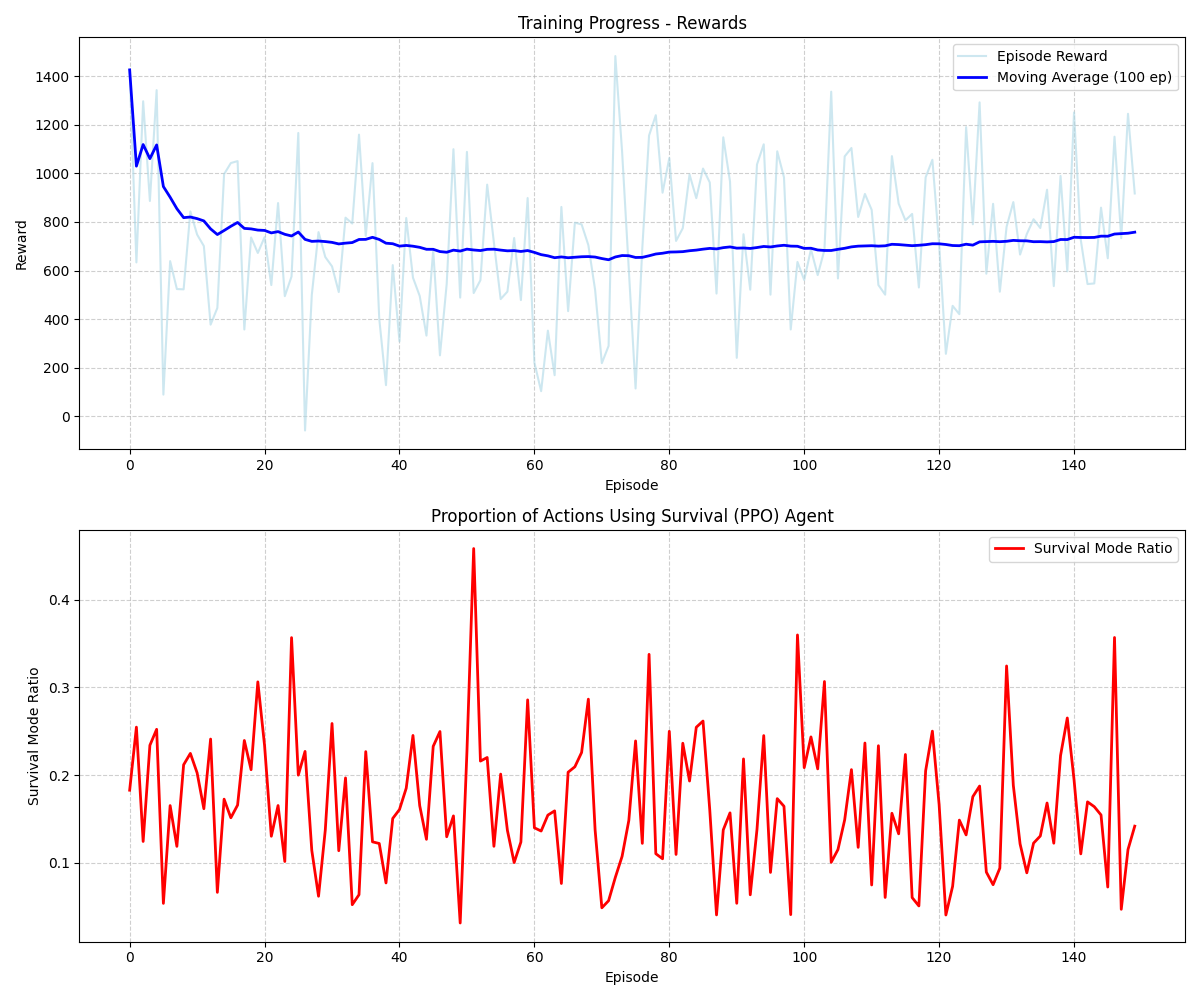 Training Progress - Rewards
Episode Reward
Moving Average (100 ep)
Reward
1400
1200
1000
800
600
400
200
0
0 20 40 60 80 100 120 140
Episode
Proportion of Actions Using Survival (PPO) Agent
Survival Mode Ratio
Survival Mode Ratio
0.4
0.3
0.2
0.1
0 20 40 60 80 100 120 140
Episode